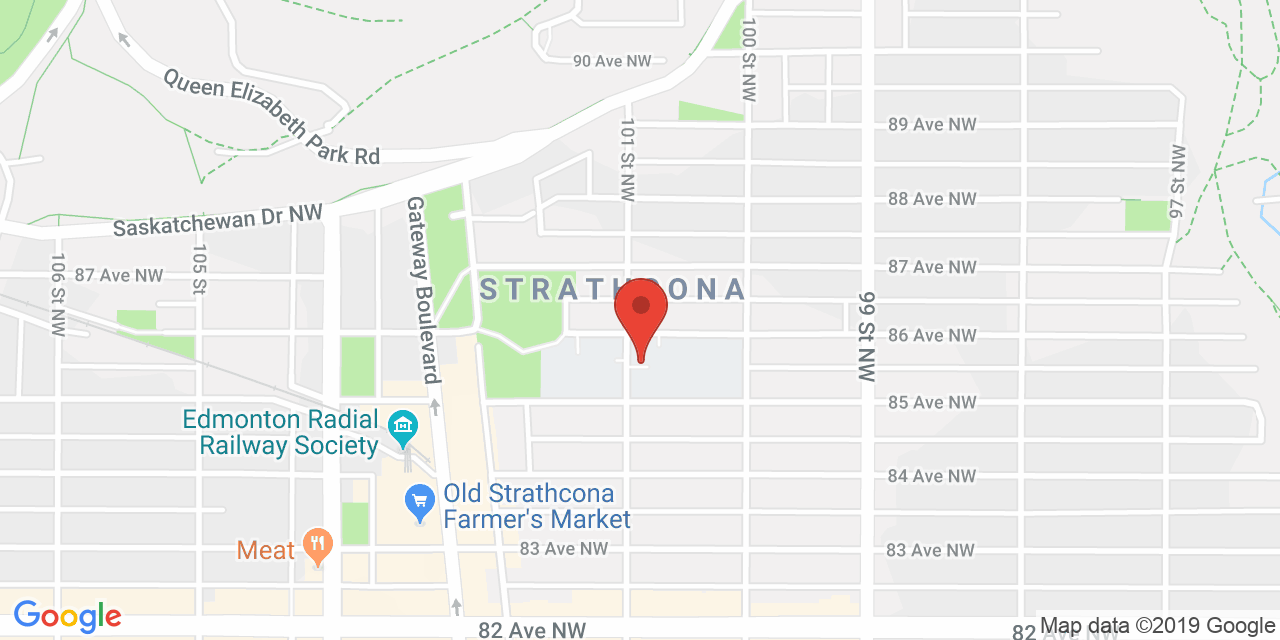 100 St NW
90 Ave NW
Queen Elizabeth Park Rd
101 St NW
89 Ave NW
97 St NW
88 Ave NW
Saskatchewan Dr NW
Gateway Boulevard
106 St NW
105 St
87 Ave NW
87 Ave NW
STRATHCONA
99 St NW
86 Ave NW
85 Ave NW
Edmonton Radial
Railway Society
84 Ave NW
Old Strathcona
Farmer's Market
Meat
83 Ave NW
83 Ave NW
Google
82 Ave NW
82 Ave NW
Map data ©2019 Google